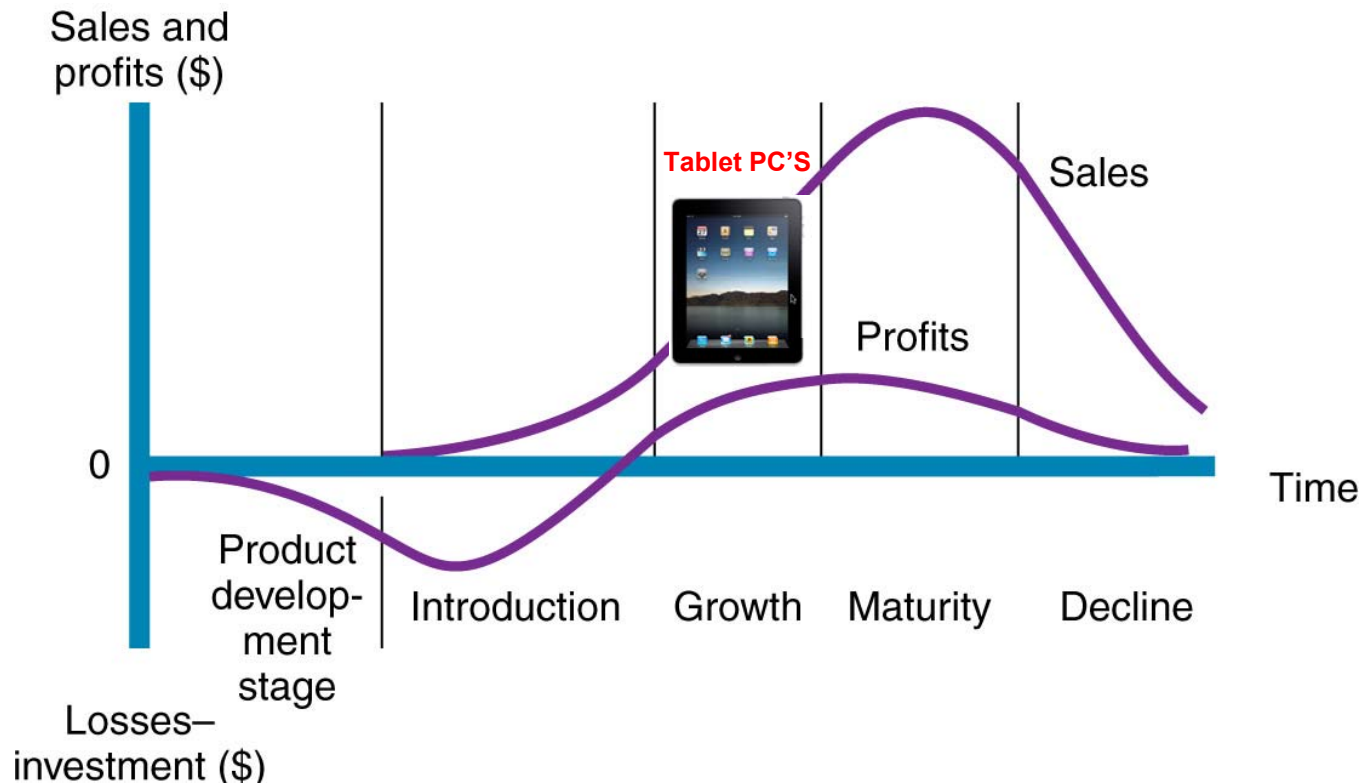 Sales and
profits ($)
Tablet PC'S
Sales
Profits
0
Time
Product
develop-
ment
stage
Introduction
Growth
Maturity
Decline
Losses–
investment ($)